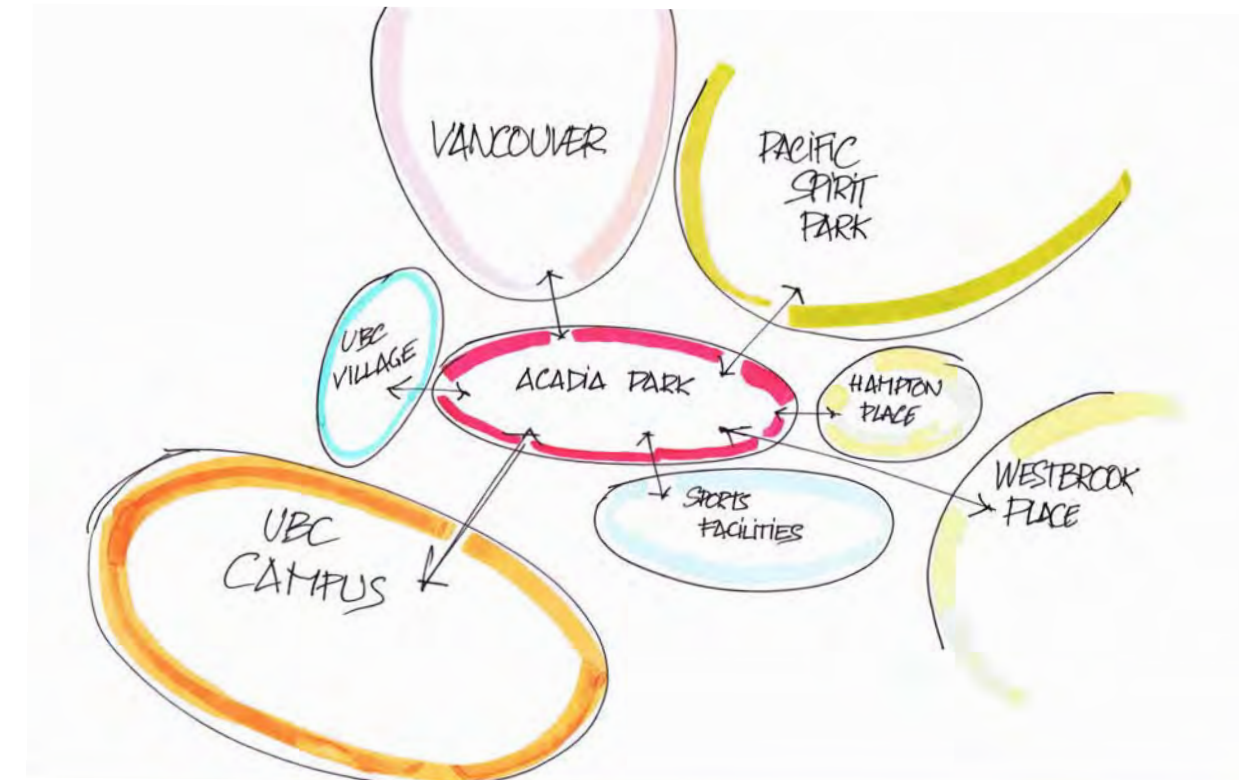 VANCOUVER
PACIFIC
SPIRIT
PARK
UBC
VILLAGE
ACADIA PARK
HAMPTON
PLACE
WESTBROOK
PLACE
SPORTS
FACILITIES
UBC
CAMPUS